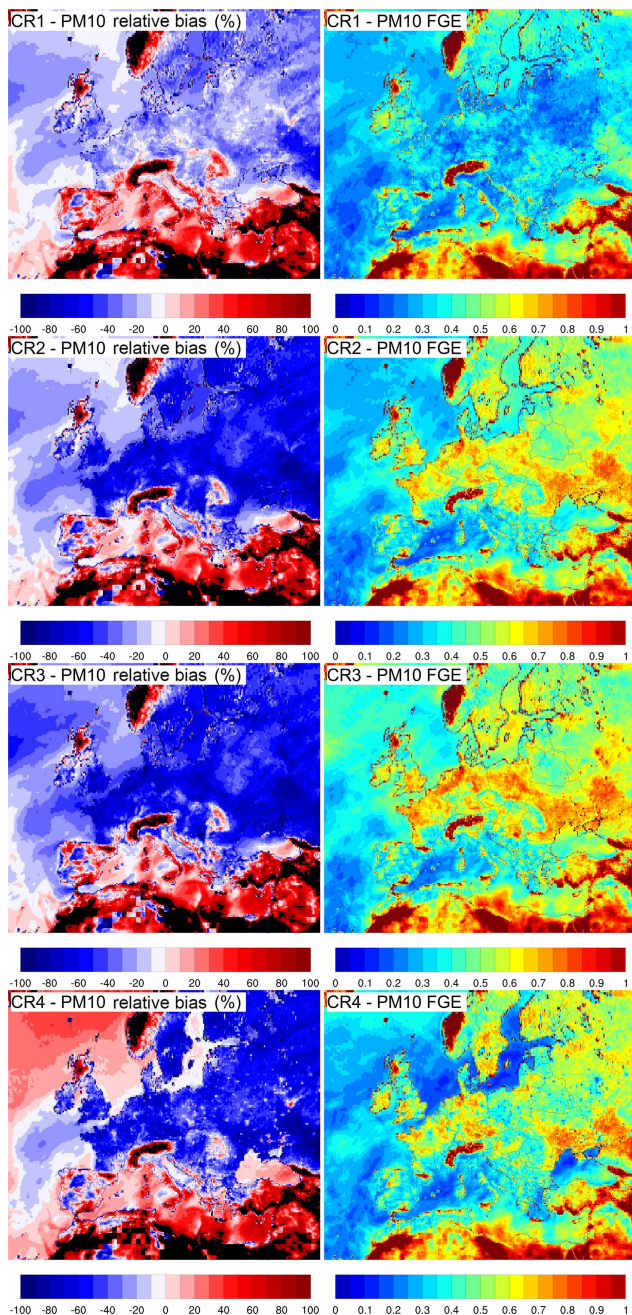 CR1 - PM10 relative bias (%) CR1 - PM10 FGE
-100 -80 -60 -40 -20 0 20 40 60 80 100 0 0.1 0.2 0.3 0.4 0.5 0.6 0.7 0.8 0.9 1
CR2 - PM10 relative bias (%) CR2 - PM10 FGE
-100 -80 -60 -40 -20 0 20 40 60 80 100 0 0.1 0.2 0.3 0.4 0.5 0.6 0.7 0.8 0.9 1
CR3 - PM10 relative bias (%) CR3 - PM10 FGE
-100 -80 -60 -40 -20 0 20 40 60 80 100 0 0.1 0.2 0.3 0.4 0.5 0.6 0.7 0.8 0.9 1
CR4 - PM10 relative bias (%) CR4 - PM10 FGE
-100 -80 -60 -40 -20 0 20 40 60 80 100 0 0.1 0.2 0.3 0.4 0.5 0.6 0.7 0.8 0.9 1